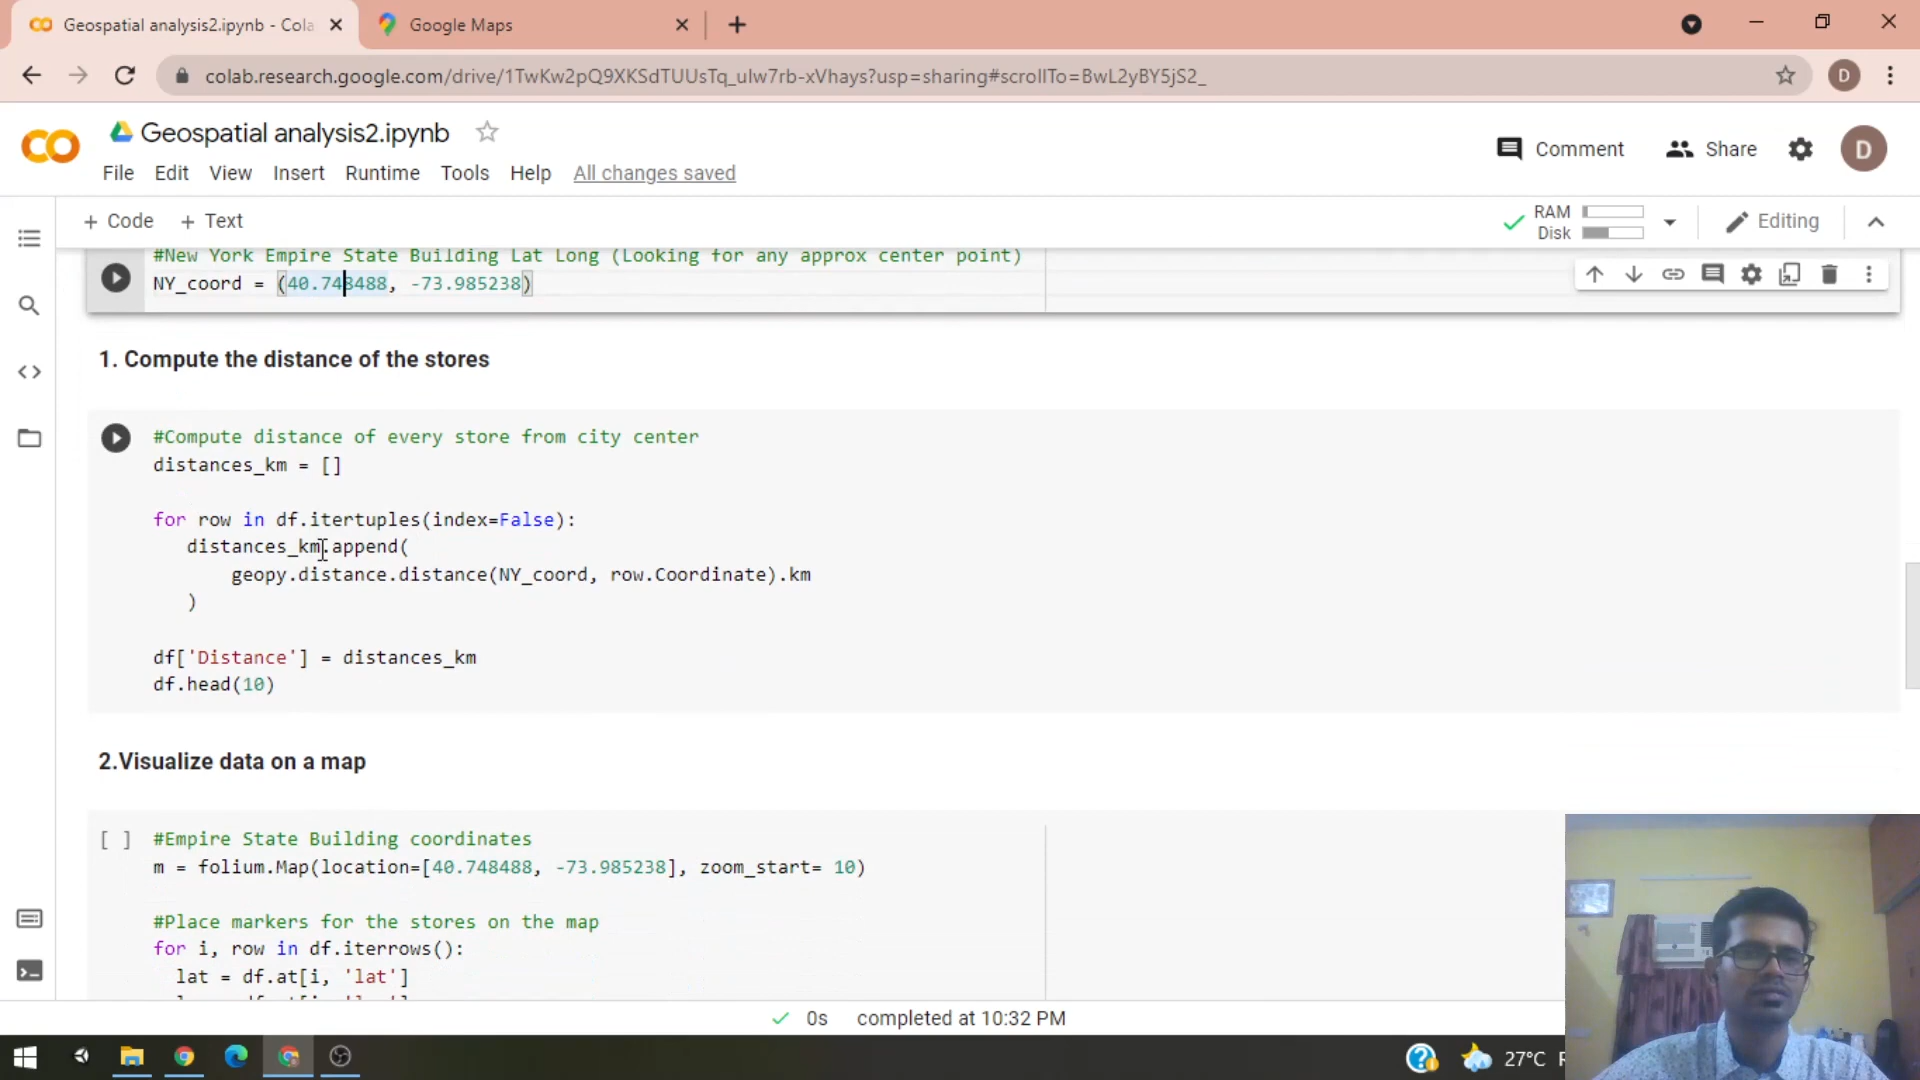 Geospatial analysis2.ipynb - Cola
Google Maps
colab.research.google.com/drive/1TwKw2pQ9XKSdTUUsTq_ulw7rb-xVhays?usp=sharing#scrollTo=BwL2yBY5jS2_
D
Geospatial analysis2.ipynb
Comment
Share
D
File Edit View Insert Runtime Tools Help All changes saved
+ Code + Text
RAM
Disk
Editing
#New York Empire State Building Lat Long (Looking for any approx center point)
NY_coord = (40.748488, -73.985238)
1. Compute the distance of the stores
#Compute distance of every store from city center
distances_km = []
for row in df.itertuples(index=False):
distances_km.append(
geopy.distance.distance(NY_coord, row.Coordinate).km
)
df['Distance'] = distances_km
df.head(10)
2.Visualize data on a map
[ ] #Empire State Building coordinates
m = folium.Map(location=[40.748488, -73.985238], zoom_start= 10)
#Place markers for the stores on the map
for i, row in df.iterrows():
lat = df.at[i, 'lat']
0s completed at 10:32 PM
27°C